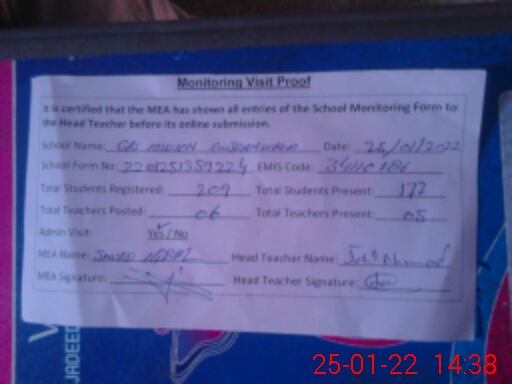 Monitoring Visit Proof
It is certified that the MEA has shown all entries of the School Monitoring Form to
the Head Teacher before its online submission.
School Name: GPS MISSION Date: 25/01/2022
School Form No: EMIS Code:
Total Students Registered: 209 Total Students Present: 177
Total Teachers Posted: 06 Total Teachers Present: 05
Admin Visit: Yes / No
MEA Name: Head Teacher Name:
MEA Signature: Head Teacher Signature:
JADEED
25-01-22 14:38